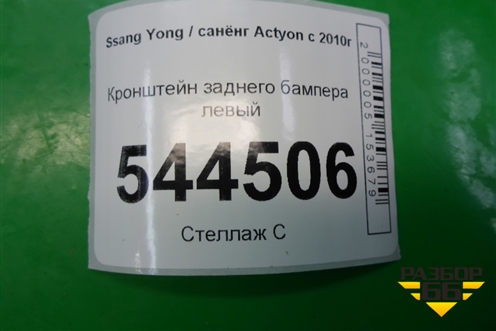 Ssang Yong / санёнг Actyon с 2010г
Кронштейн заднего бампера
левый
544506
Стеллаж С
2000005153679
РАЗБОР
66